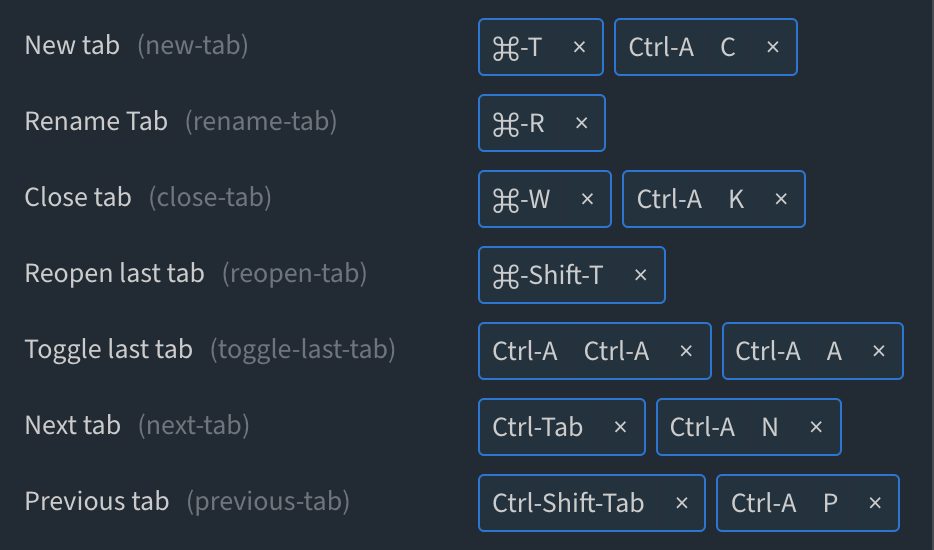 New tab (new-tab) ⌘-T × Ctrl-A C ×
Rename Tab (rename-tab) ⌘-R ×
Close tab (close-tab) ⌘-W × Ctrl-A K ×
Reopen last tab (reopen-tab) ⌘-Shift-T ×
Toggle last tab (toggle-last-tab) Ctrl-A Ctrl-A × Ctrl-A A ×
Next tab (next-tab) Ctrl-Tab × Ctrl-A N ×
Previous tab (previous-tab) Ctrl-Shift-Tab × Ctrl-A P ×